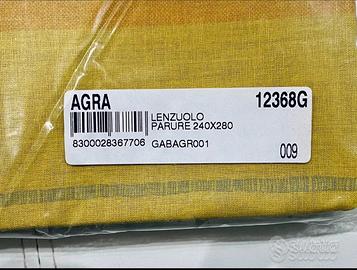 AGRA 12368G
LENZUOLO
PARURE 240X280
8300028367706 GABAGR001
009